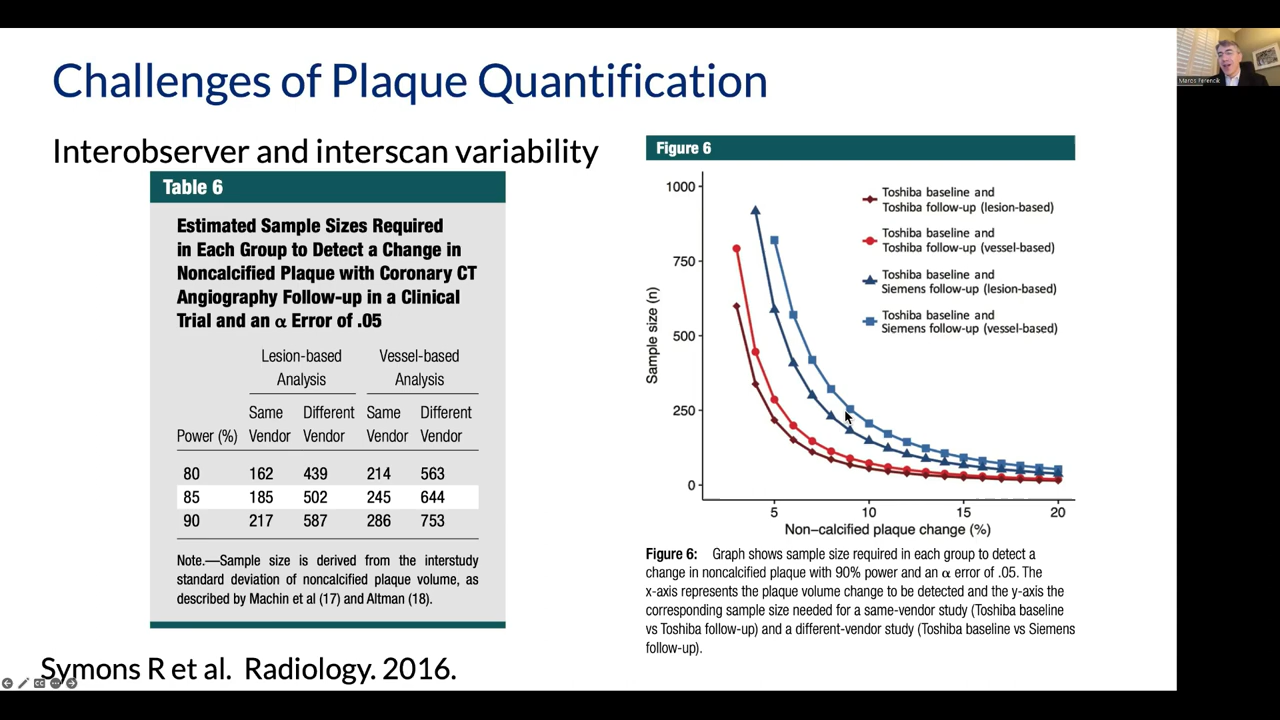 Challenges of Plaque Quantification
Interobserver and interscan variability
Table 6
Estimated Sample Sizes Required
in Each Group to Detect a Change in
Noncalcified Plaque with Coronary CT
Angiography Follow-up in a Clinical
Trial and an α Error of .05
Lesion-based Analysis Vessel-based Analysis
Power (%) Same Vendor Different Vendor Same Vendor Different Vendor
80 162 439 214 563
85 185 502 245 644
90 217 587 286 753
Note.—Sample size is derived from the interstudy
standard deviation of noncalcified plaque volume, as
described by Machin et al (17) and Altman (18).
Symons R et al. Radiology. 2016.
Figure 6
Sample size (n)
1000
750
500
250
0
Toshiba baseline and
Toshiba follow-up (lesion-based)
Toshiba baseline and
Toshiba follow-up (vessel-based)
Toshiba baseline and
Siemens follow-up (lesion-based)
Toshiba baseline and
Siemens follow-up (vessel-based)
5 10 15 20
Non-calcified plaque change (%)
Figure 6: Graph shows sample size required in each group to detect a
change in noncalcified plaque with 90% power and an α error of .05. The
x-axis represents the plaque volume change to be detected and the y-axis the
corresponding sample size needed for a same-vendor study (Toshiba baseline
vs Toshiba follow-up) and a different-vendor study (Toshiba baseline vs Siemens
follow-up).